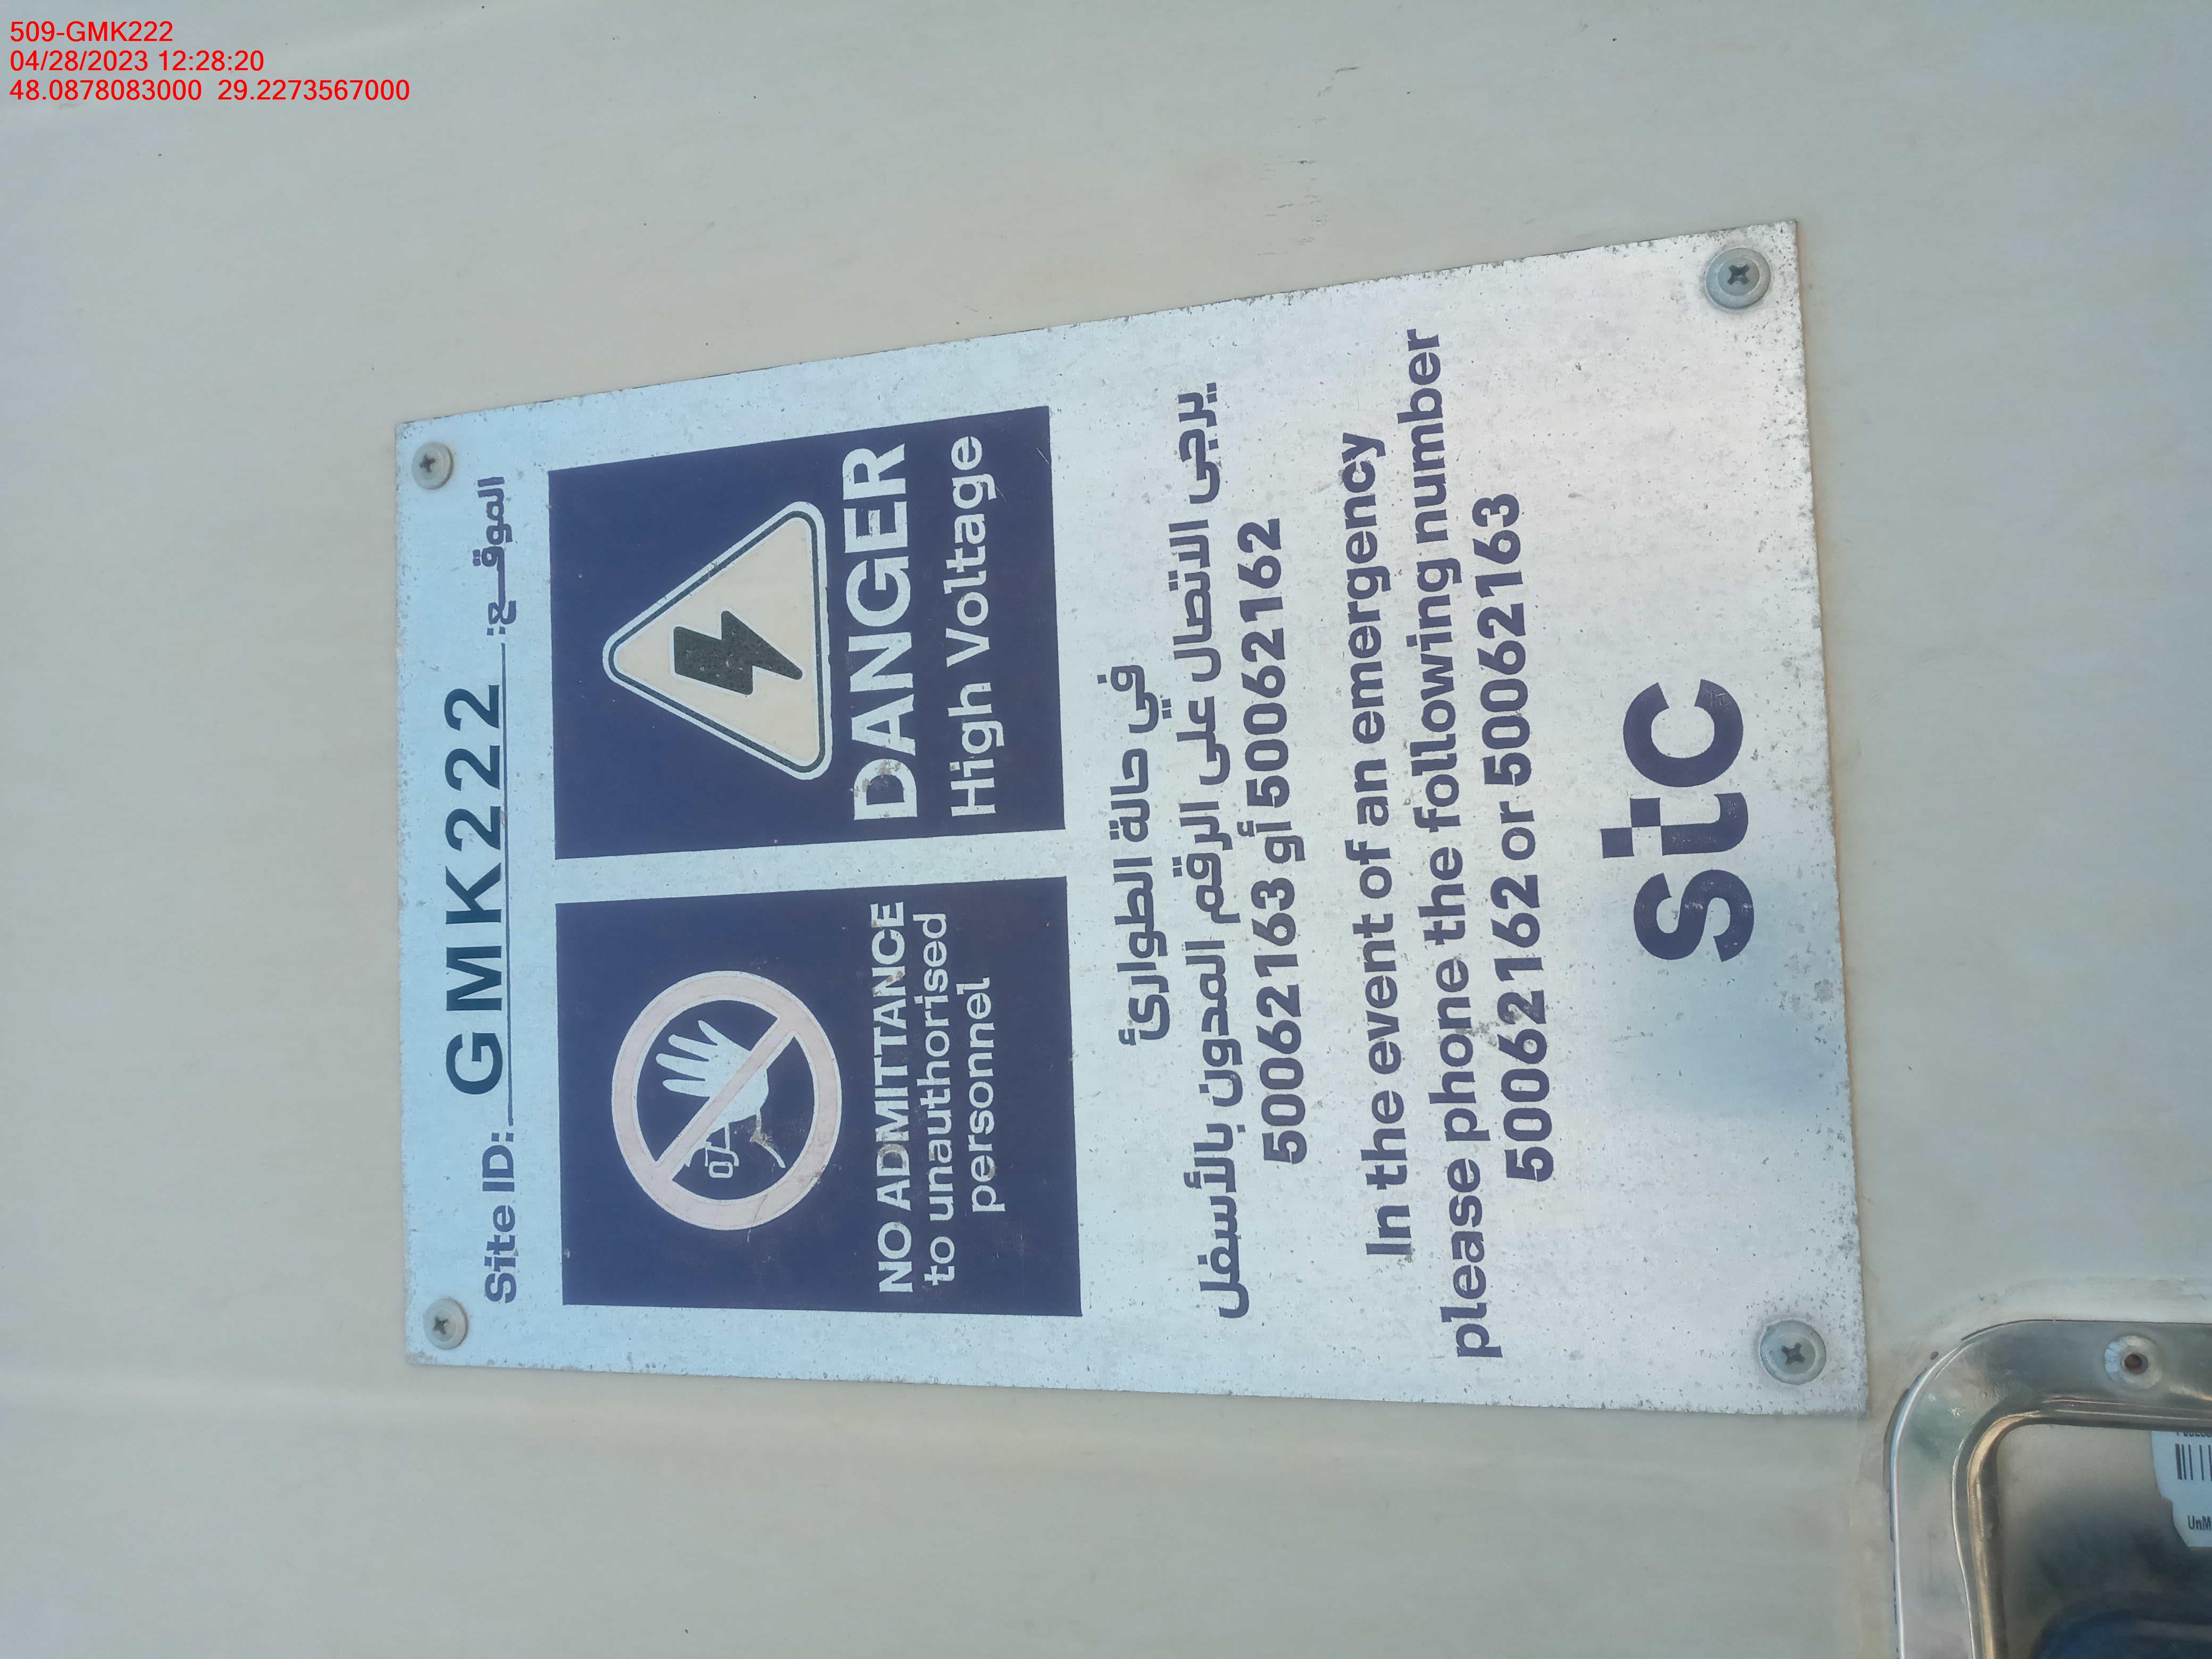 509-GMK222
04/28/2023 12:28:20
48.0878083000 29.2273567000
Site ID: GMK222 الموقع:
NO ADMITTANCE
to unauthorised
personnel
DANGER
High Voltage
في حالة الطوارئ
يرجى الاتصال على الرقم المدون بالأسفل
50062162 أو 50062163
In the event of an emergency
please phone the following number
50062162 or 50062163
stc